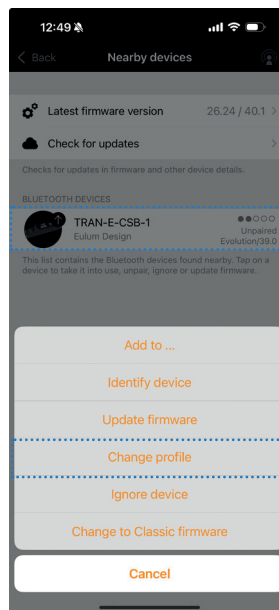 12:49
Back
Nearby devices
Latest firmware version
26.24 / 40.1
Check for updates
Checks for updates in firmware and other device details.
BLUETOOTH DEVICES
TRAN-E-CSB-1
Eulum Design
Unpaired
Evolution/39.0
This list contains the Bluetooth devices found nearby. Tap on a
device to take it into use, unpair, ignore or update firmware.
Add to ...
Identify device
Update firmware
Change profile
Ignore device
Change to Classic firmware
Cancel